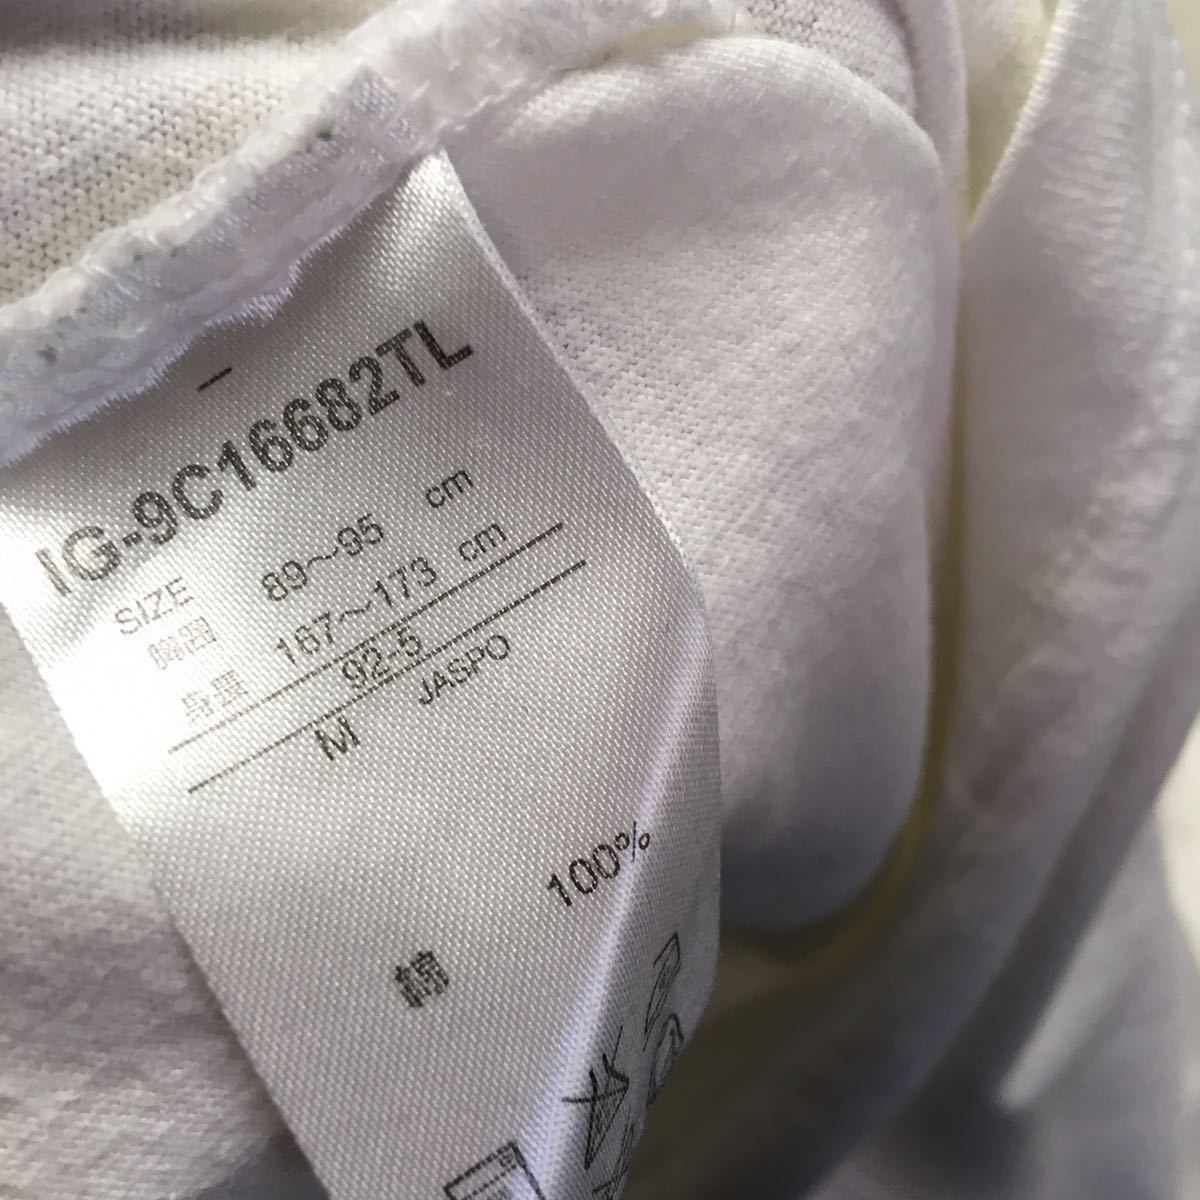 IG-9C16682TL
SIZE
胸囲 89～95 cm
身長 167～173 cm
92-5
M JASPO
綿 100%